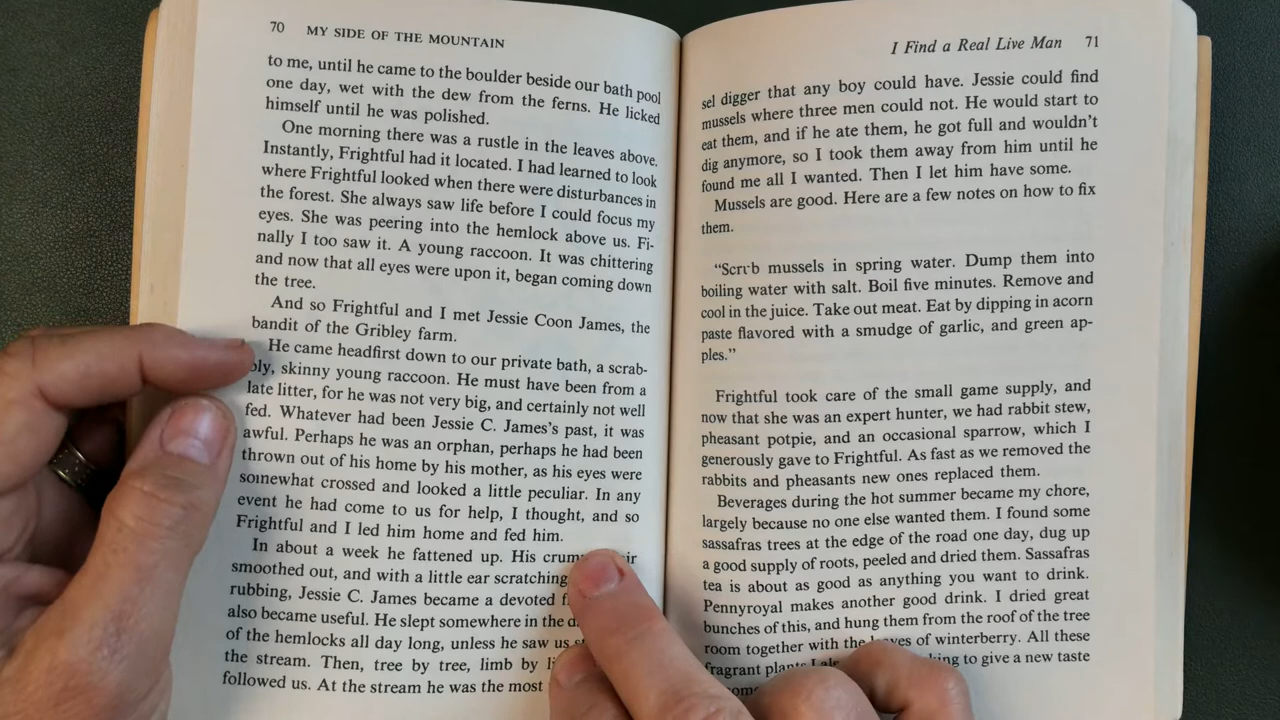 70 MY SIDE OF THE MOUNTAIN
to me, until he came to the boulder beside our bath pool
one day, wet with the dew from the ferns. He licked
himself until he was polished.
One morning there was a rustle in the leaves above.
Instantly, Frightful had it located. I had learned to look
where Frightful looked when there were disturbances in
the forest. She always saw life before I could focus my
eyes. She was peering into the hemlock above us. Fi-
nally I too saw it. A young raccoon. It was chittering
and now that all eyes were upon it, began coming down
the tree.
And so Frightful and I met Jessie Coon James, the
bandit of the Gribley farm.
He came headfirst down to our private bath, a scrab-
bly, skinny young raccoon. He must have been from a
late litter, for he was not very big, and certainly not well
fed. Whatever had been Jessie C. James's past, it was
awful. Perhaps he was an orphan, perhaps he had been
thrown out of his home by his mother, as his eyes were
somewhat crossed and looked a little peculiar. In any
event he had come to us for help, I thought, and so
Frightful and I led him home and fed him.
In about a week he fattened up. His
smoothed out, and with a little ear scratching
rubbing, Jessie C. James became a devoted
also became useful. He slept somewhere in the
of the hemlocks all day long, unless he saw us
the stream. Then, tree by tree, limb by
followed us. At the stream he was the most
I Find a Real Live Man 71
sel digger that any boy could have. Jessie could find
mussels where three men could not. He would start to
eat them, and if he ate them, he got full and wouldn't
dig anymore, so I took them away from him until he
found me all I wanted. Then I let him have some.
Mussels are good. Here are a few notes on how to fix
them.
"Scrub mussels in spring water. Dump them into
boiling water with salt. Boil five minutes. Remove and
cool in the juice. Take out meat. Eat by dipping in acorn
paste flavored with a smudge of garlic, and green ap-
ples."
Frightful took care of the small game supply, and
now that she was an expert hunter, we had rabbit stew,
pheasant potpie, and an occasional sparrow, which I
generously gave to Frightful. As fast as we removed the
rabbits and pheasants new ones replaced them.
Beverages during the hot summer became my chore,
largely because no one else wanted them. I found some
sassafras trees at the edge of the road one day, dug up
a good supply of roots, peeled and dried them. Sassafras
tea is about as good as anything you want to drink.
Pennyroyal makes another good drink. I dried great
bunches of this, and hung them from the roof of the tree
room together with the leaves of winterberry. All these
fragrant plants I to give a new taste